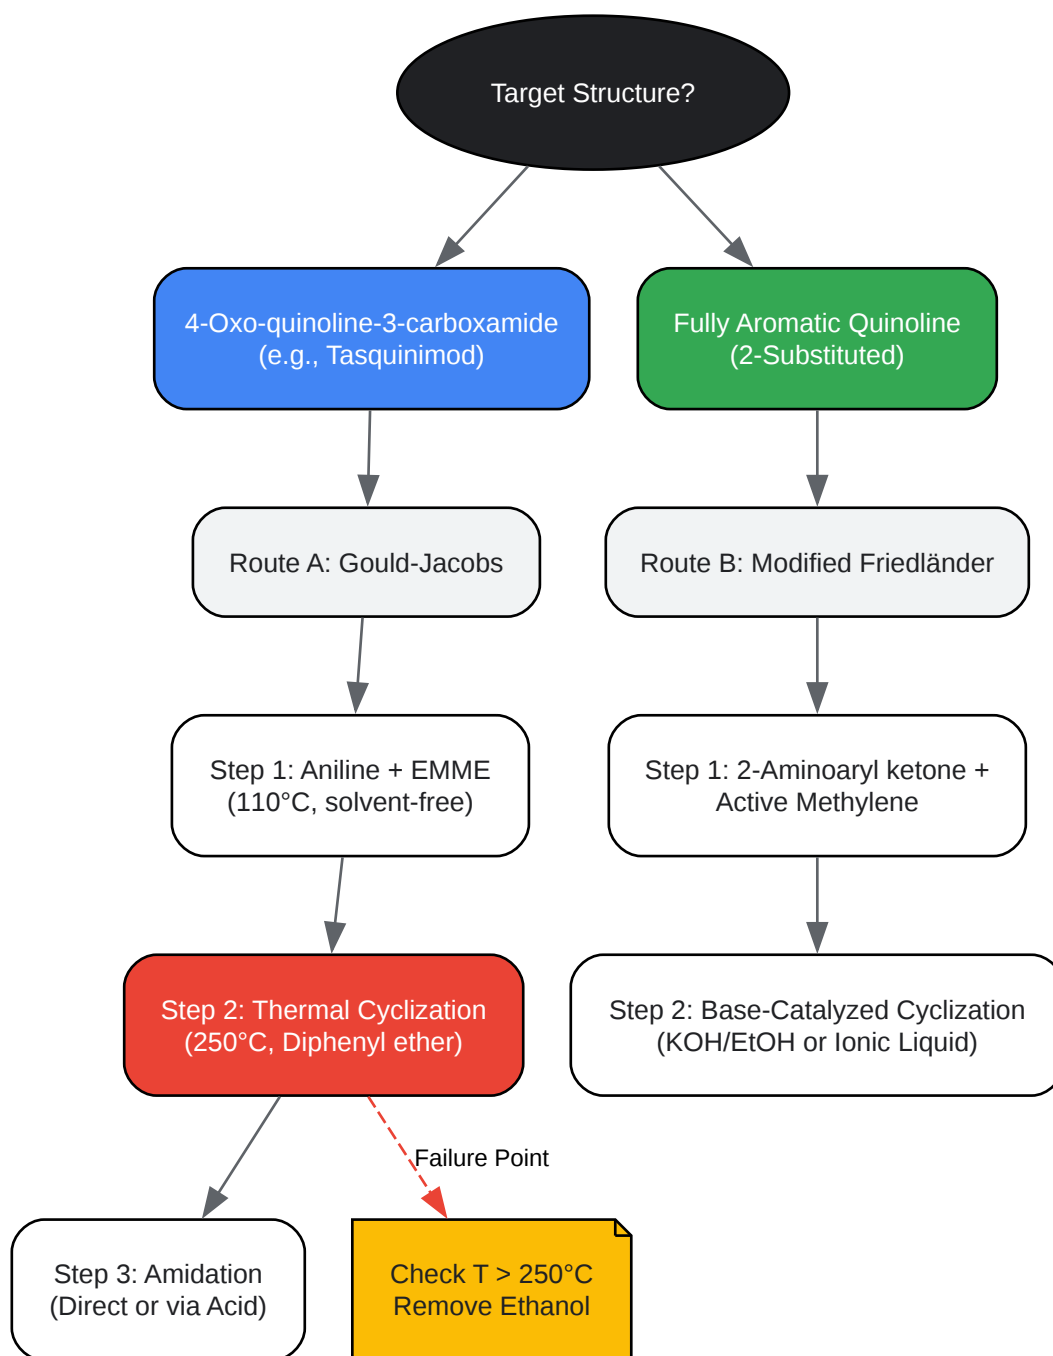 Target Structure?
4-Oxo-quinoline-3-carboxamide
(e.g., Tasquinimod)
Fully Aromatic Quinoline
(2-Substituted)
Route A: Gould-Jacobs
Route B: Modified Friedländer
Step 1: Aniline + EMME
(110°C, solvent-free)
Step 1: 2-Aminoaryl ketone +
Active Methylene
Step 2: Thermal Cyclization
(250°C, Diphenyl ether)
Step 2: Base-Catalyzed Cyclization
(KOH/EtOH or Ionic Liquid)
Failure Point
Step 3: Amidation
(Direct or via Acid)
Check T > 250°C
Remove Ethanol